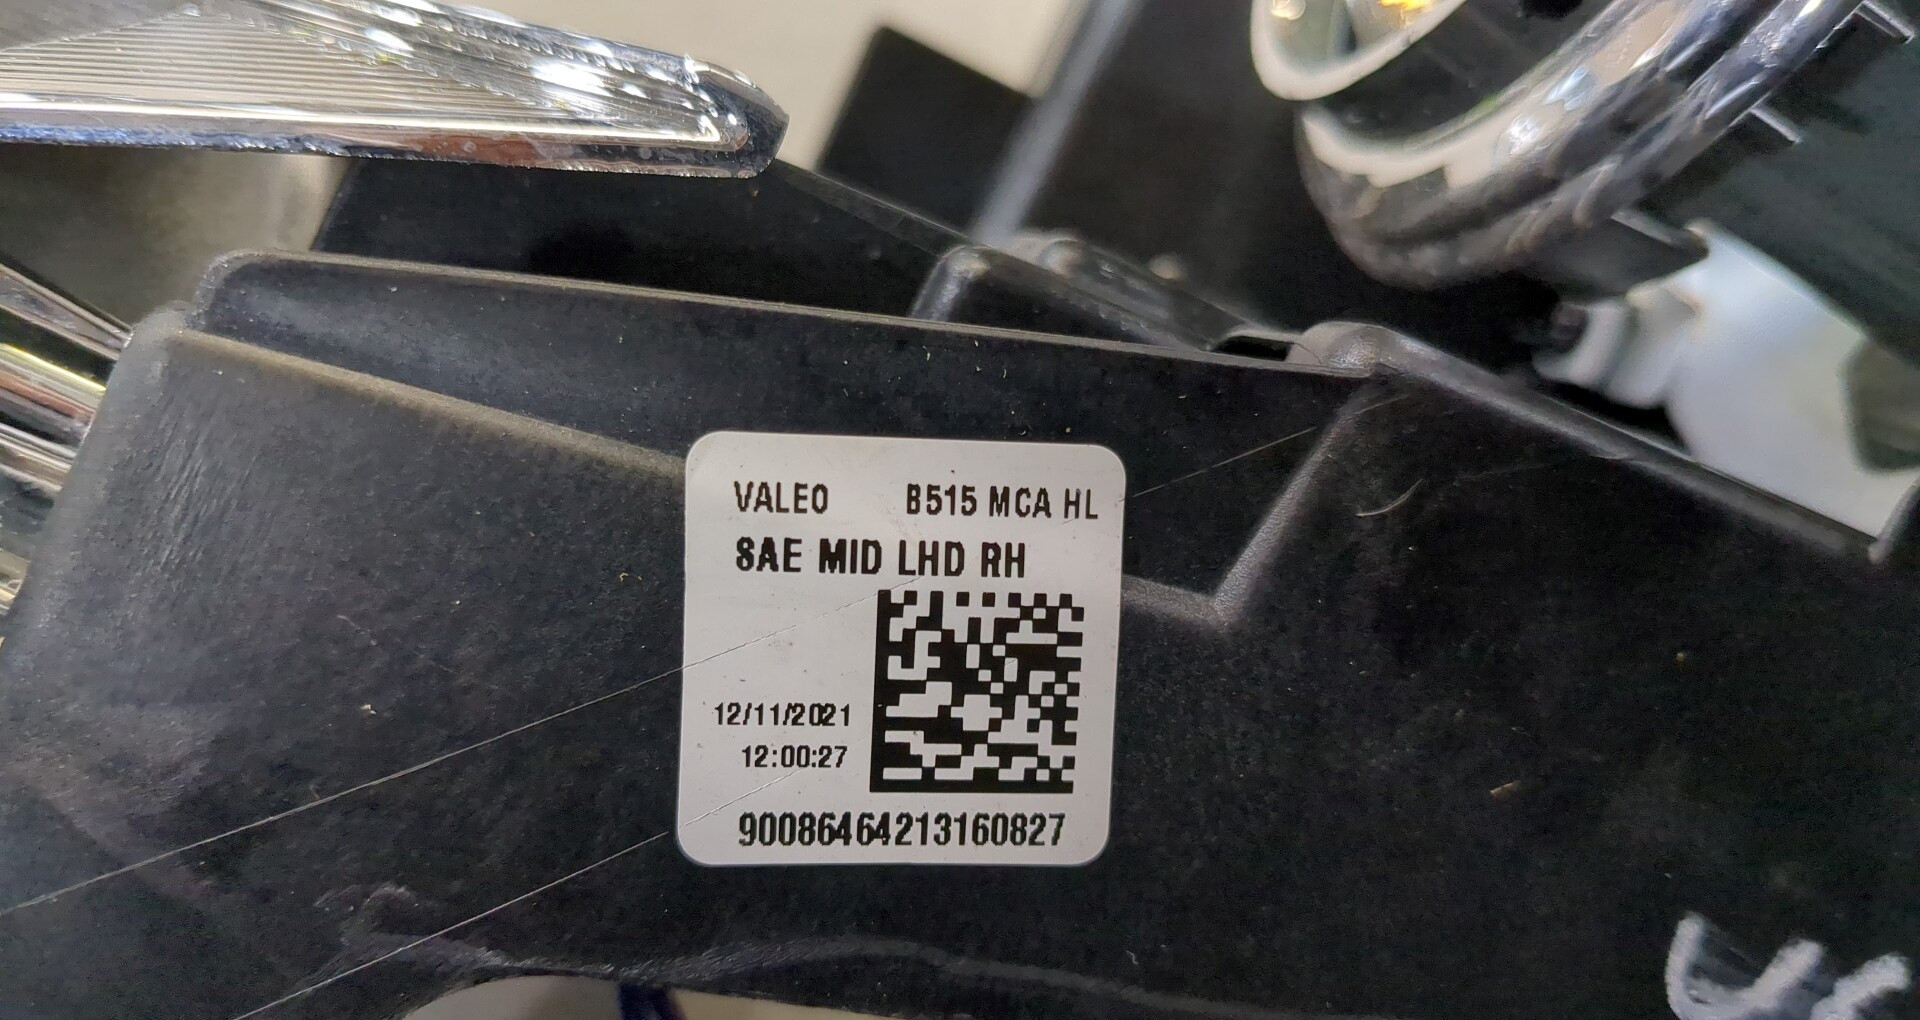 VALEO B515 MCA HL
SAE MID LHD RH
12/11/2021
12:00:27
90086464213160827